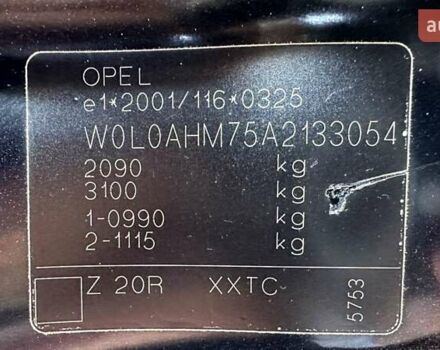 OPEL
e1*2001/116*0325
W0L0AHM75A2133054
2090 kg
3100 kg
1-0990 kg
2-1115 kg
Z 20R XXTC
5753